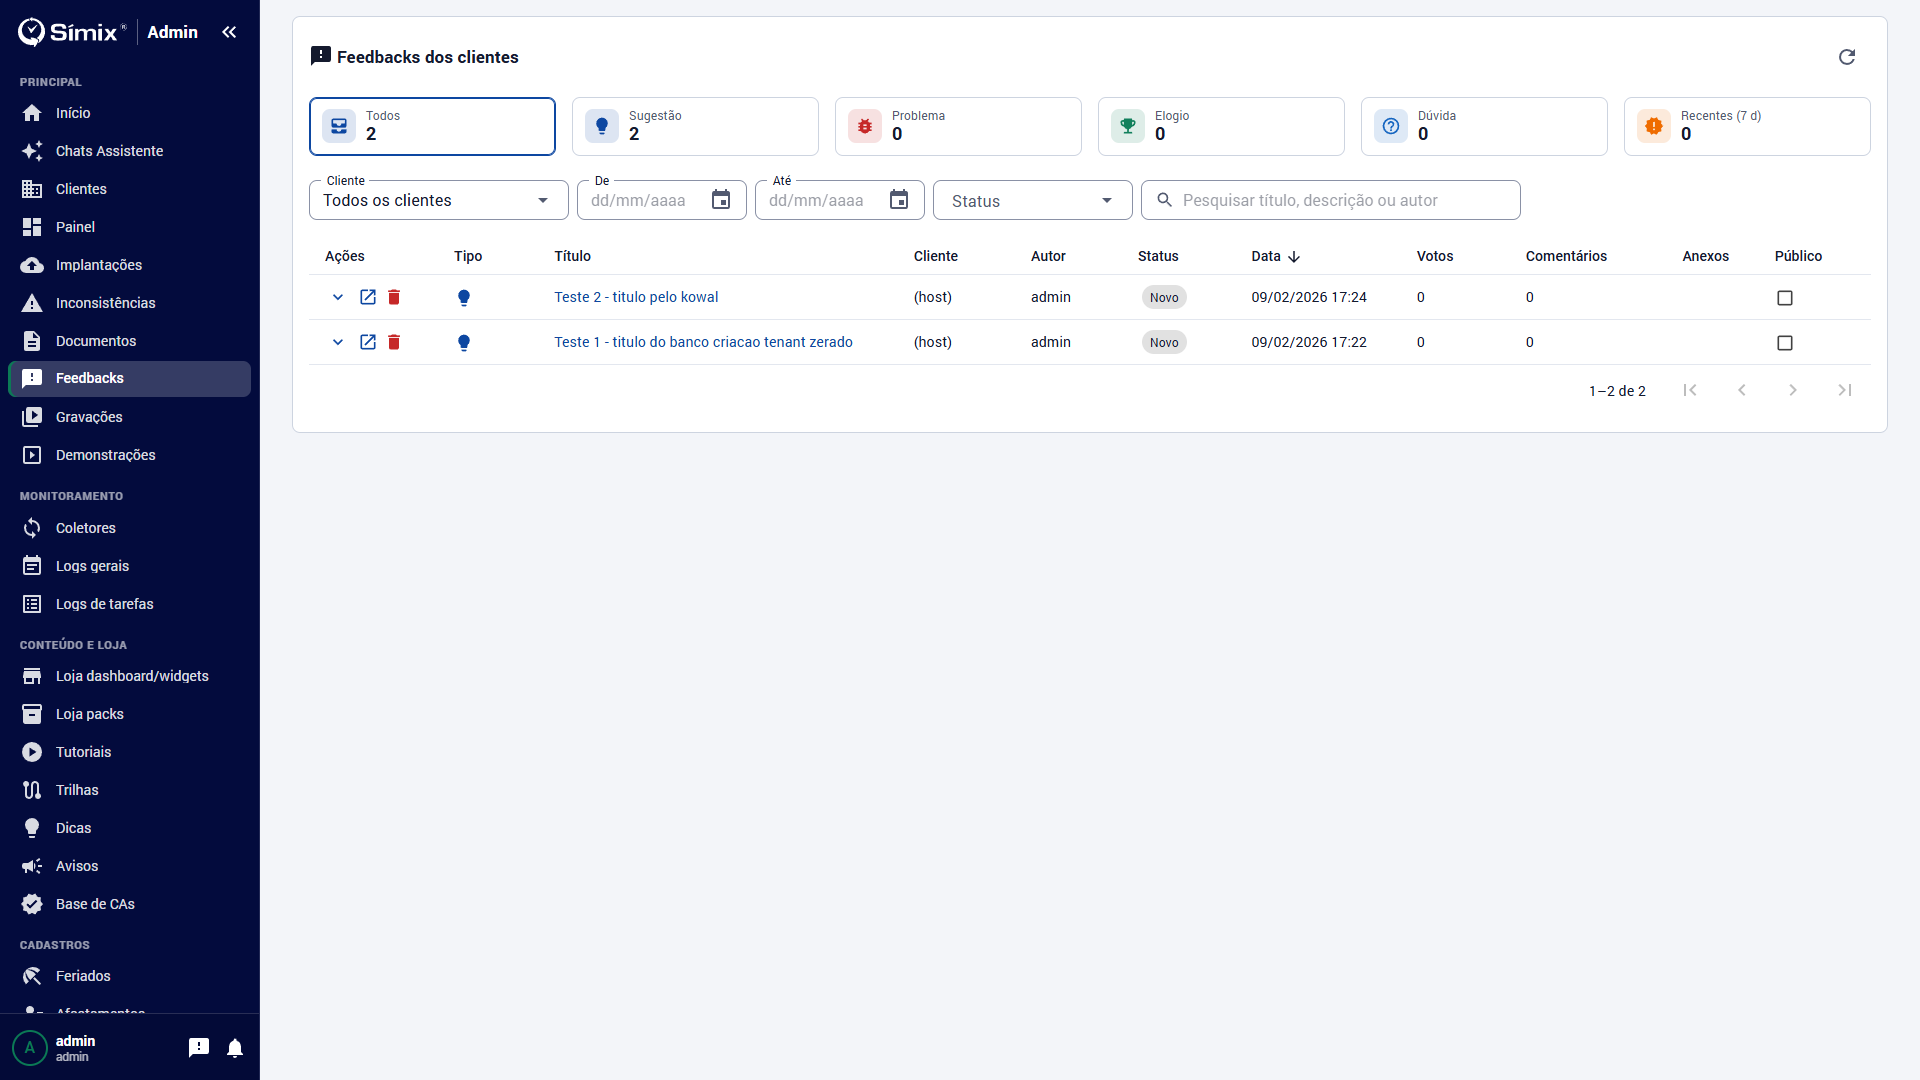 Símix® Admin
PRINCIPAL
Início
Chats Assistente
Clientes
Painel
Implantações
Inconsistências
Documentos
Feedbacks
Gravações
Demonstrações
MONITORAMENTO
Coletores
Logs gerais
Logs de tarefas
CONTEÚDO E LOJA
Loja dashboard/widgets
Loja packs
Tutoriais
Trilhas
Dicas
Avisos
Base de CAs
CADASTROS
Feriados
Afastamentos
A
admin
admin
Feedbacks dos clientes
Todos
2
Sugestão
2
Problema
0
Elogio
0
Dúvida
0
Recentes (7 d)
0
Cliente
Todos os clientes
De
dd/mm/aaaa
Até
dd/mm/aaaa
Status
Pesquisar título, descrição ou autor
Ações Tipo Título Cliente Autor Status Data Votos Comentários Anexos Público
Teste 2 - titulo pelo kowal (host) admin Novo 09/02/2026 17:24 0 0
Teste 1 - titulo do banco criacao tenant zerado (host) admin Novo 09/02/2026 17:22 0 0
1–2 de 2